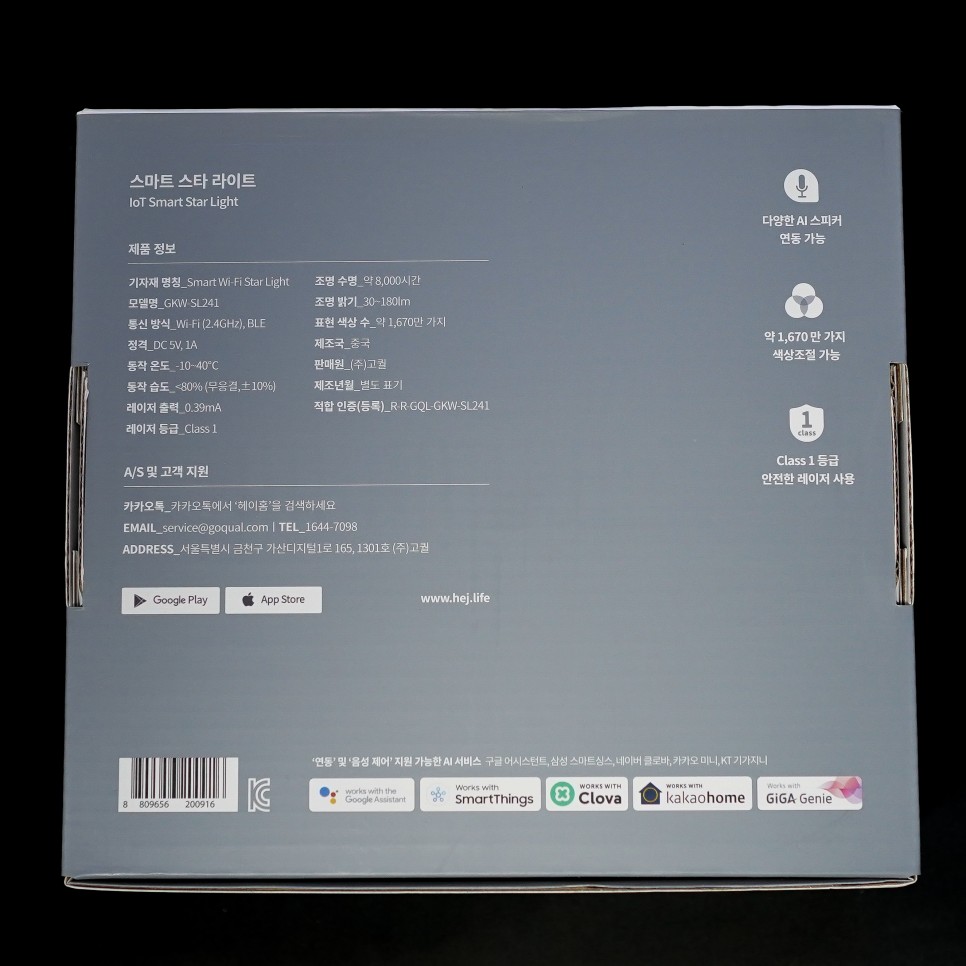 스마트 스타 라이트
IoT Smart Star Light
제품 정보
기자재 명칭_Smart Wi-Fi Star Light
모델명_GKW-SL241
통신 방식_Wi-Fi (2.4GHz), BLE
정격_DC 5V, 1A
동작 온도_-10~40℃
동작 습도_<80% (무응결,±10%)
레이저 출력_0.39mA
레이저 등급_Class 1
조명 수명_약 8,000시간
조명 밝기_30~180lm
표현 색상 수_약 1,670만 가지
제조국_중국
판매원_(주)고퀄
제조년월_별도 표기
적합 인증(등록)_R-R-GQL-GKW-SL241
A/S 및 고객 지원
카카오톡_카카오톡에서 '헤이홈'을 검색하세요
EMAIL_service@goqual.com | TEL_1644-7098
ADDRESS_서울특별시 금천구 가산디지털1로 165, 1301호 (주)고퀄
Google Play
App Store
www.hej.life
다양한 AI 스피커
연동 가능
약 1,670 만 가지
색상조절 가능
1
class
Class 1 등급
안전한 레이저 사용
8 809656 200916
'연동' 및 '음성 제어' 지원 가능한 AI 서비스 구글 어시스턴트, 삼성 스마트싱스, 네이버 클로바, 카카오 미니, KT 기가지니
works with the
Google Assistant
Works with
SmartThings
WORKS WITH
Clova
WORKS WITH
kakaohome
Works with
GiGA Genie